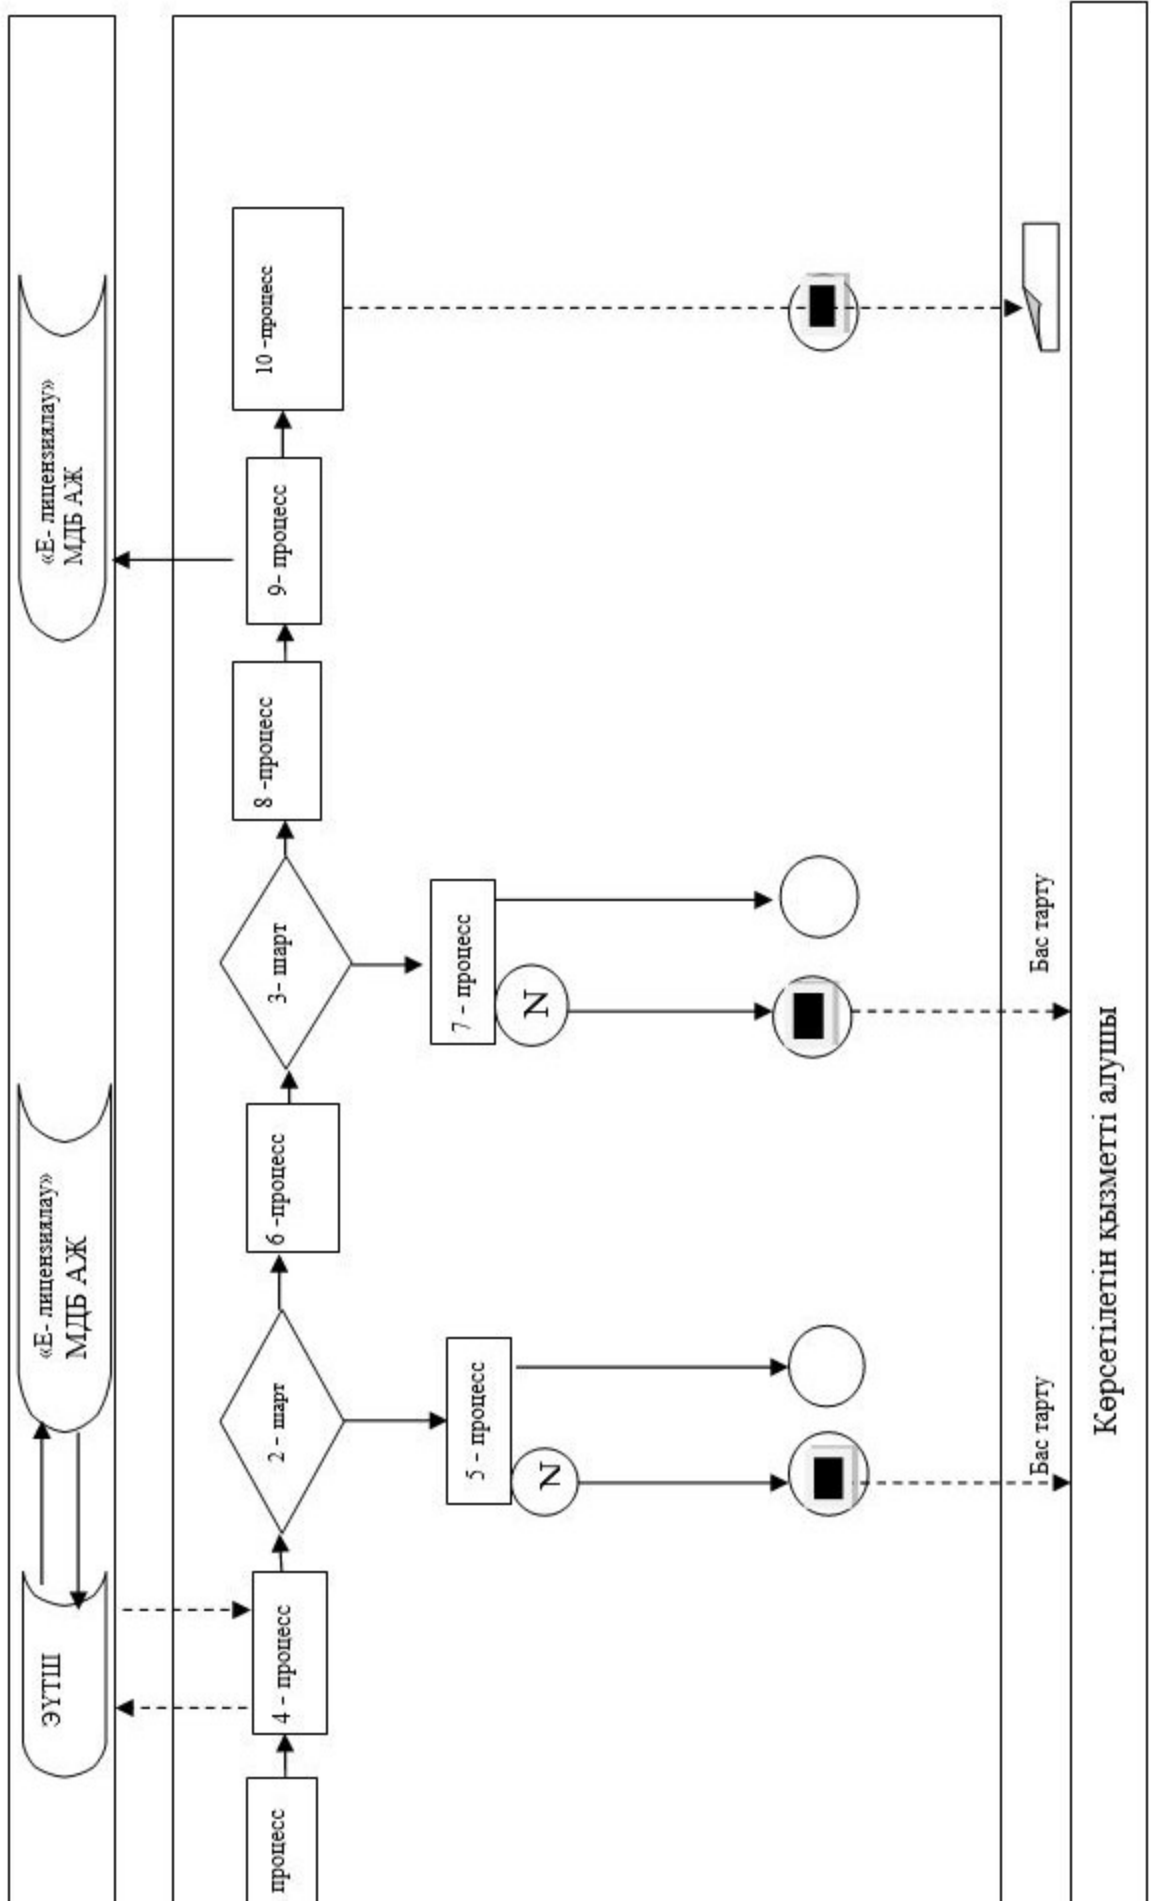 ЭҮТШ
«Е- лицензиялау»
МДБ АЖ
«Е- лицензиялау»
МДБ АЖ
процесс
4 – процесс
2 – шарт
6 –процесс
3– шарт
8 –процесс
9– процесс
10 –процесс
5 – процесс
N
7 – процесс
N
Бас тарту
Бас тарту
Көрсетілетін қызметті алушы